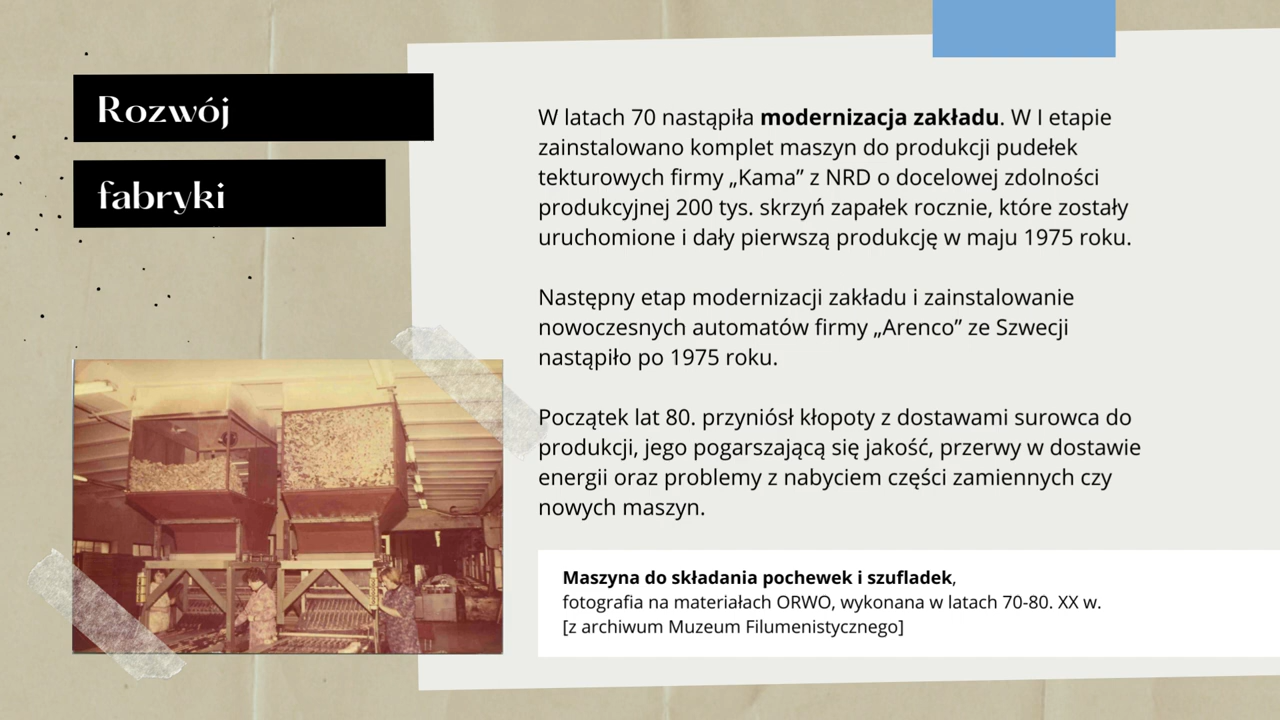 Rozwój
fabryki
W latach 70 nastąpiła modernizacja zakładu. W I etapie
zainstalowano komplet maszyn do produkcji pudełek
tekturowych firmy „Kama” z NRD o docelowej zdolności
produkcyjnej 200 tys. skrzyń zapałek rocznie, które zostały
uruchomione i dały pierwszą produkcję w maju 1975 roku.
Następny etap modernizacji zakładu i zainstalowanie
nowoczesnych automatów firmy „Arenco” ze Szwecji
nastąpiło po 1975 roku.
Początek lat 80. przyniósł kłopoty z dostawami surowca do
produkcji, jego pogarszającą się jakość, przerwy w dostawie
energii oraz problemy z nabyciem części zamiennych czy
nowych maszyn.
Maszyna do składania pochewek i szufladek,
fotografia na materiałach ORWO, wykonana w latach 70-80. XX w.
[z archiwum Muzeum Filumenistycznego]